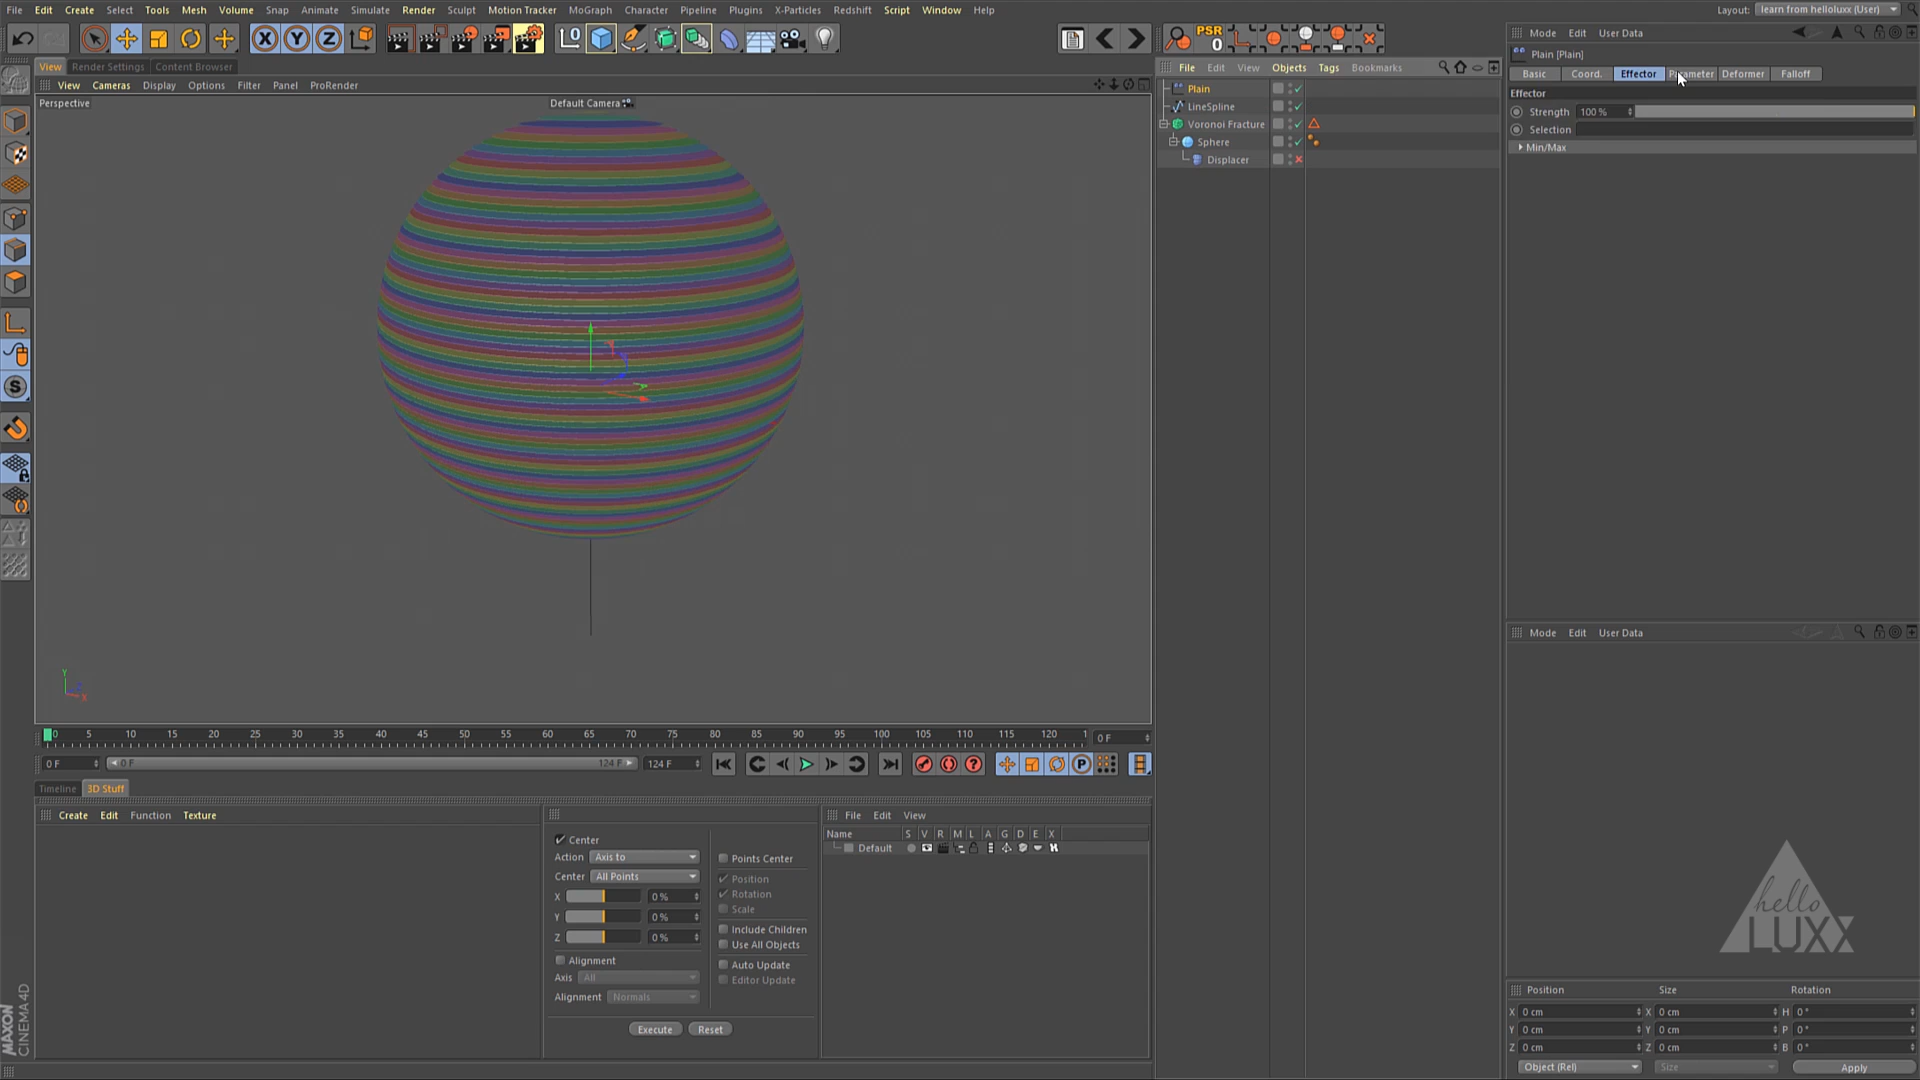 File Edit Create Select Tools Mesh Volume Snap Animate Simulate Render Sculpt Motion Tracker MoGraph Character Pipeline Plugins X-Particles Redshift Script Window Help
Layout: learn from helloluxx (User)
X Y Z
PSR
0
Mode Edit User Data
Plain [Plain]
Basic Coord. Effector Parameter Deformer Falloff
Effector
Strength 100 %
Selection
Min/Max
View Render Settings Content Browser
View Cameras Display Options Filter Panel ProRender
Perspective
Default Camera
File Edit View Objects Tags Bookmarks
Plain
LineSpline
Voronoi Fracture
Sphere
Displacer
Y
X
0 5 10 15 20 25 30 35 40 45 50 55 60 65 70 75 80 85 90 95 100 105 110 115 120 1
0 F
0 F 0 F 124 F 124 F
Timeline 3D Stuff
Create Edit Function Texture
Center
Action Axis to
Center All Points
X 0 %
Y 0 %
Z 0 %
Alignment
Axis All
Alignment Normals
Points Center
Position
Rotation
Scale
Include Children
Use All Objects
Auto Update
Editor Update
Execute Reset
File Edit View
Name S V R M L A G D E X
Default
Mode Edit User Data
hello
LUXX
Position Size Rotation
X 0 cm X 0 cm H 0 °
Y 0 cm Y 0 cm P 0 °
Z 0 cm Z 0 cm B 0 °
Object (Rel) Size Apply
MAXON
CINEMA 4D